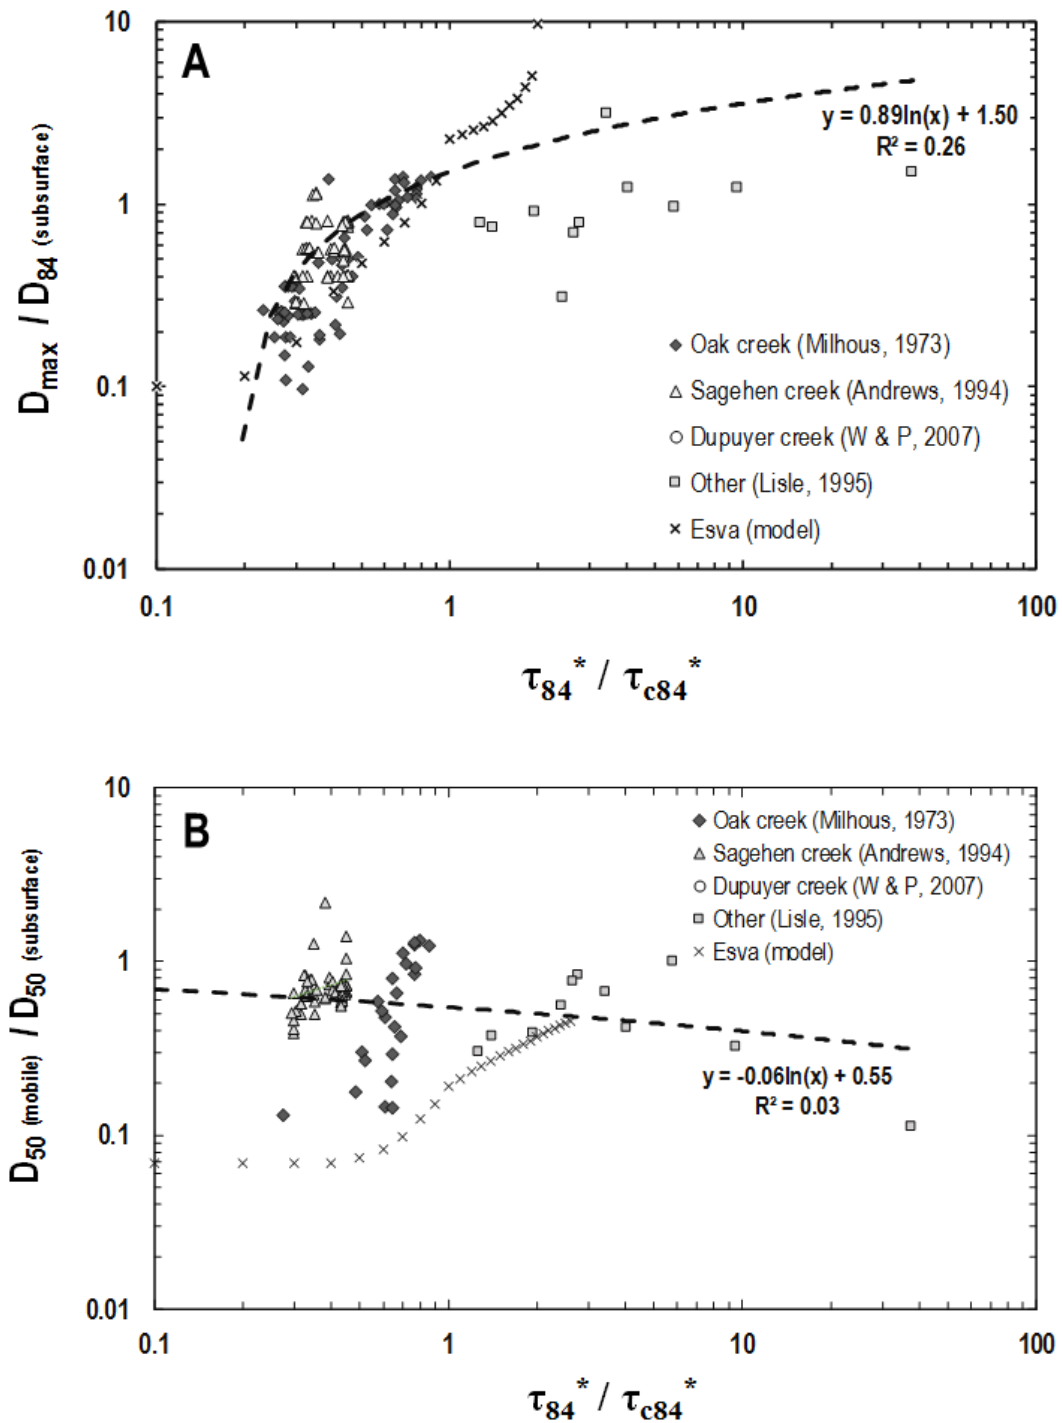 A
10
1
0.1
0.01
D_max / D_84 (subsurface)
y = 0.89ln(x) + 1.50
R² = 0.26
Oak creek (Milhous, 1973)
Sagehen creek (Andrews, 1994)
Dupuyer creek (W & P, 2007)
Other (Lisle, 1995)
Esva (model)
0.1 1 10 100
τ84* / τc84*
B
10
1
0.1
0.01
D50 (mobile) / D50 (subsurface)
Oak creek (Milhous, 1973)
Sagehen creek (Andrews, 1994)
Dupuyer creek (W & P, 2007)
Other (Lisle, 1995)
Esva (model)
y = -0.06ln(x) + 0.55
R² = 0.03
0.1 1 10 100
τ84* / τc84*